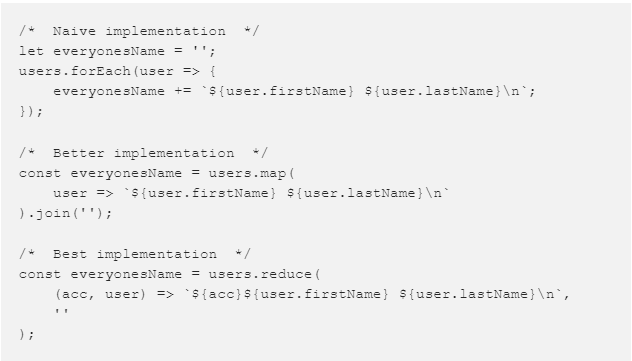 /*  Naive implementation  */
let everyonesName = '';
users.forEach(user => {
    everyonesName += `${user.firstName} ${user.lastName}\n`;
});

/*  Better implementation  */
const everyonesName = users.map(
    user => `${user.firstName} ${user.lastName}\n`
).join('');

/*  Best implementation  */
const everyonesName = users.reduce(
    (acc, user) => `${acc}${user.firstName} ${user.lastName}\n`,
    ''
);